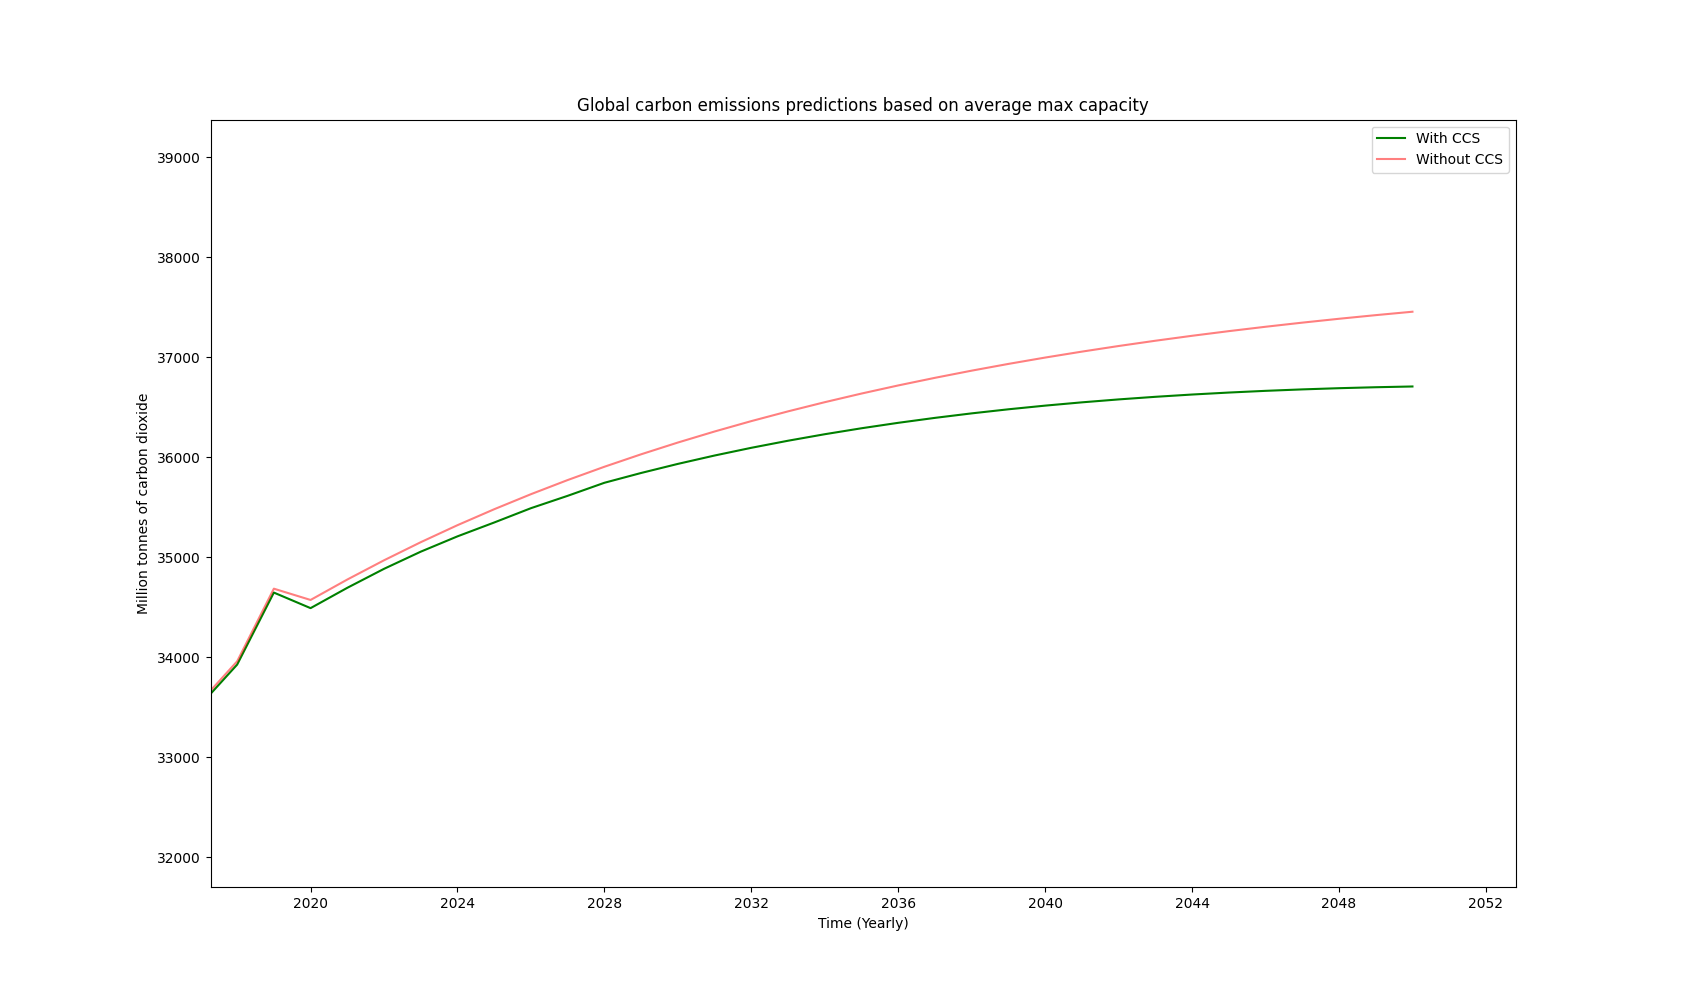 Global carbon emissions predictions based on average max capacity
With CCS
Without CCS
39000
38000
37000
36000
35000
34000
33000
32000
Million tonnes of carbon dioxide
2020 2024 2028 2032 2036 2040 2044 2048 2052
Time (Yearly)